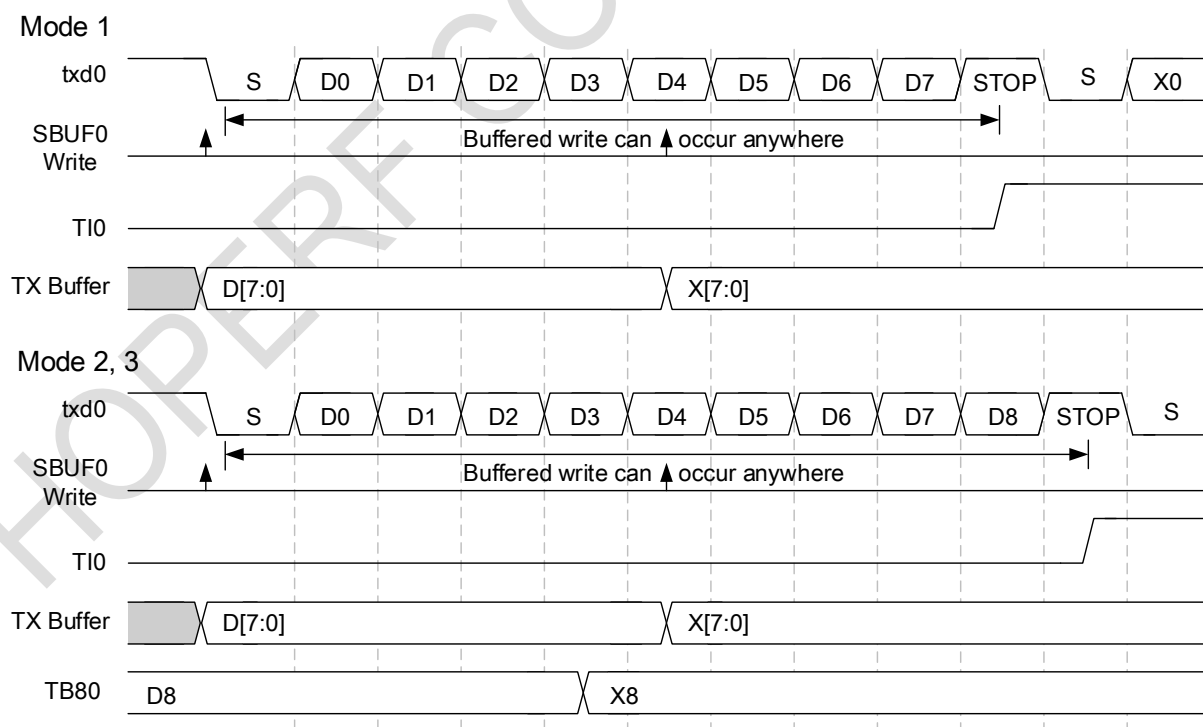 Mode 1
txd0 S D0 D1 D2 D3 D4 D5 D6 D7 STOP S X0
SBUF0
Write
Buffered write can occur anywhere
TI0
TX Buffer D[7:0] X[7:0]
Mode 2, 3
txd0 S D0 D1 D2 D3 D4 D5 D6 D7 D8 STOP S
SBUF0
Write
Buffered write can occur anywhere
TI0
TX Buffer D[7:0] X[7:0]
TB80 D8 X8
HOPERF CO